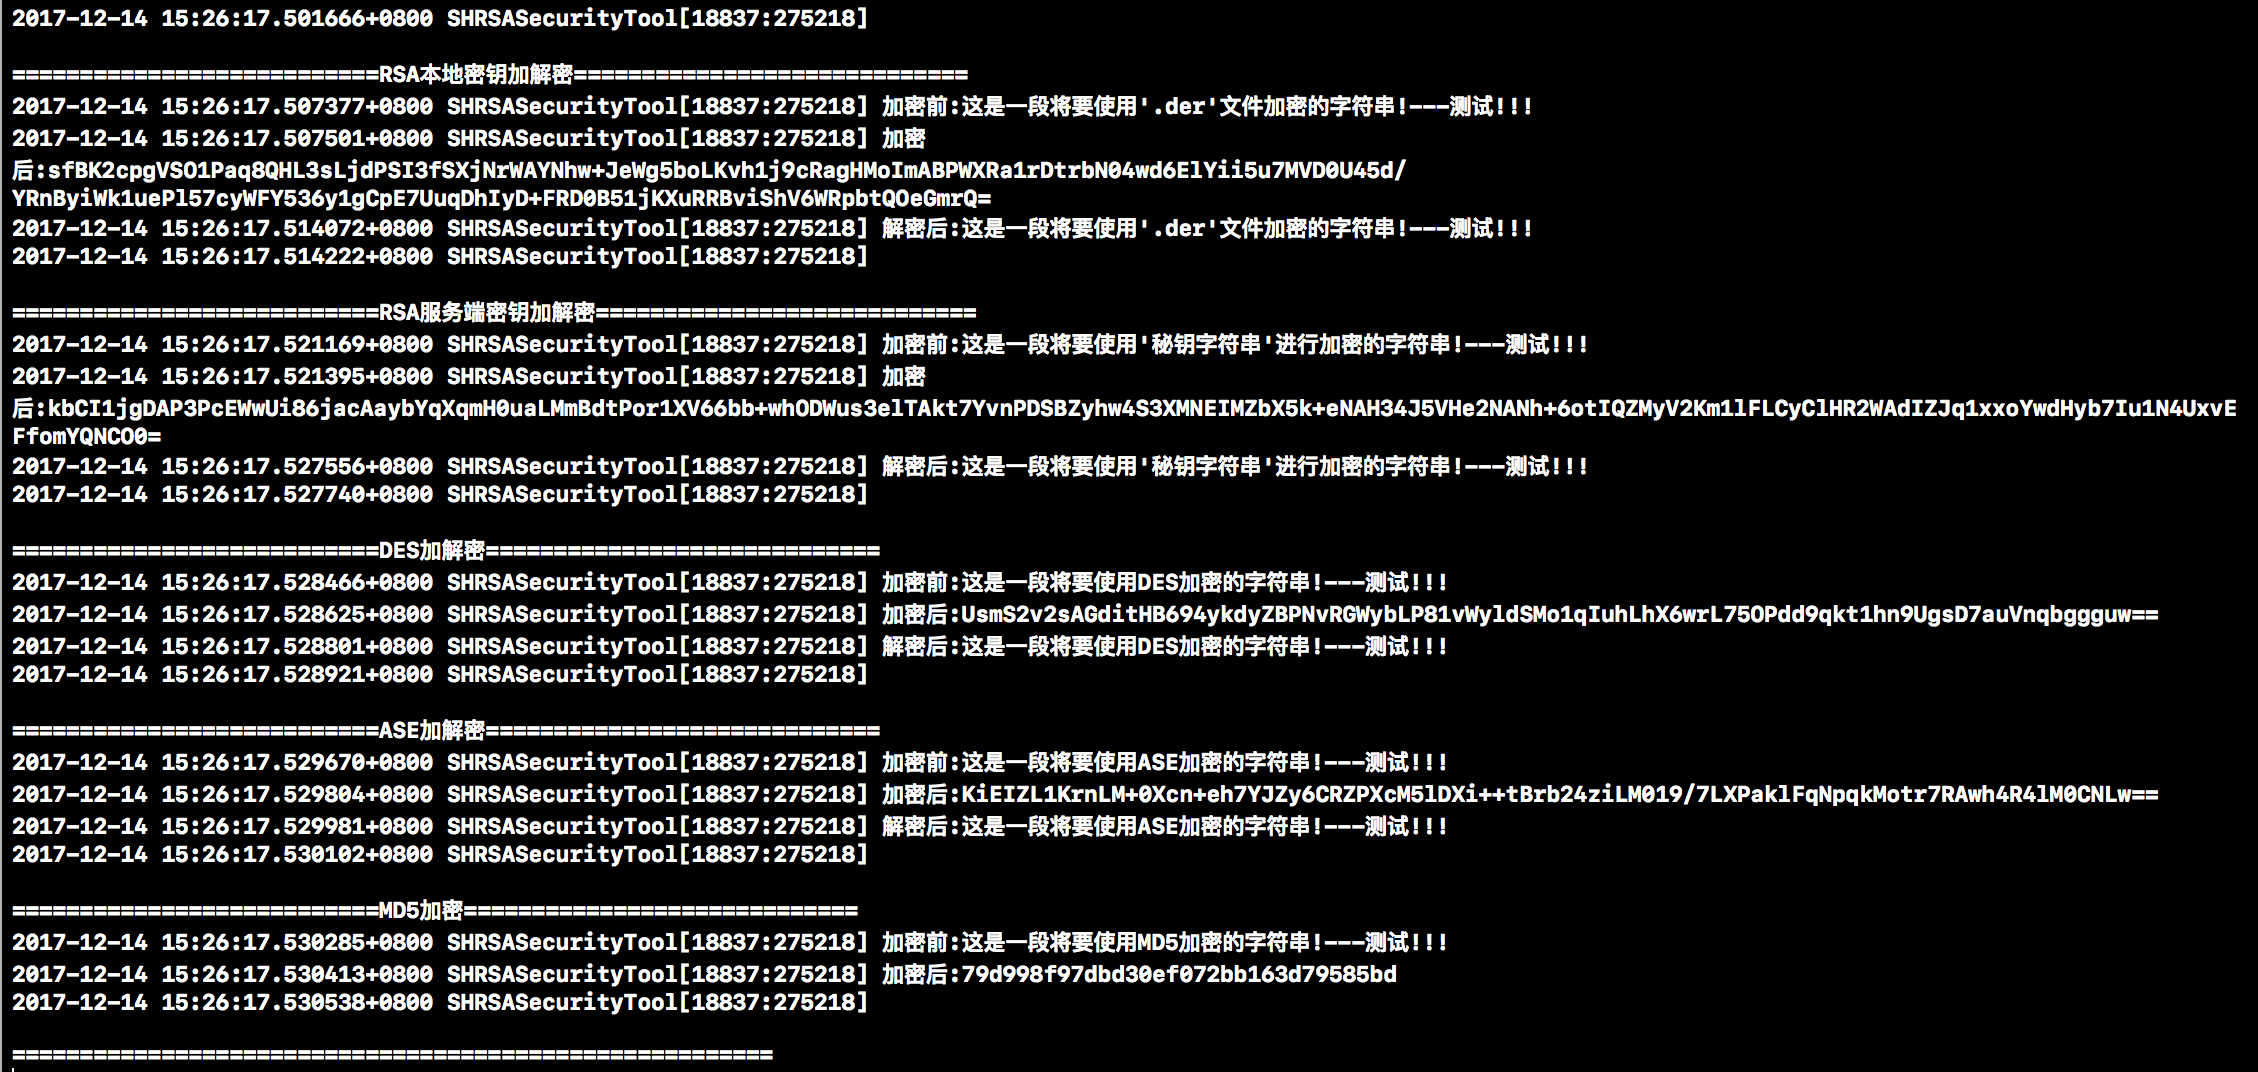 2017-12-14 15:26:17.501666+0800 SHRSASecurityTool[18837:275218]
===========================RSA本地密钥加解密=============================
2017-12-14 15:26:17.507377+0800 SHRSASecurityTool[18837:275218] 加密前:这是一段将要使用'.der'文件加密的字符串!---测试!!!
2017-12-14 15:26:17.507501+0800 SHRSASecurityTool[18837:275218] 加密
后:sfBK2cpgVSO1Paq8QHL3sLjdPSI3fSXjNrWAYNhw+JeWg5boLKvh1j9cRagHMoImABPWXRa1rDtrbN04wd6ElYii5u7MVD0U45d/
YRnByiWk1uePl57cyWFY536y1gCpE7UuqDhIyD+FRD0B51jKXuRRBviShV6WRpbtQOeGmrQ=
2017-12-14 15:26:17.514072+0800 SHRSASecurityTool[18837:275218] 解密后:这是一段将要使用'.der'文件加密的字符串!---测试!!!
2017-12-14 15:26:17.514222+0800 SHRSASecurityTool[18837:275218]
===========================RSA服务端密钥加解密============================
2017-12-14 15:26:17.521169+0800 SHRSASecurityTool[18837:275218] 加密前:这是一段将要使用'秘钥字符串'进行加密的字符串!---测试!!!
2017-12-14 15:26:17.521395+0800 SHRSASecurityTool[18837:275218] 加密
后:kbCI1jgDAP3PcEWwUi86jacAaybYqXqmH0uaLMmBdtPor1XV66bb+whODWus3elTAkt7YvnPDSBZyhw4S3XMNEIMZbX5k+eNAH34J5VHe2NANh+6otIQZMyV2Km1lFLCyClHR2WAdIZJq1xxoYwdHyb7Iu1N4UxvE
FfomYQNCO0=
2017-12-14 15:26:17.527556+0800 SHRSASecurityTool[18837:275218] 解密后:这是一段将要使用'秘钥字符串'进行加密的字符串!---测试!!!
2017-12-14 15:26:17.527740+0800 SHRSASecurityTool[18837:275218]
===========================DES加解密=============================
2017-12-14 15:26:17.528466+0800 SHRSASecurityTool[18837:275218] 加密前:这是一段将要使用DES加密的字符串!---测试!!!
2017-12-14 15:26:17.528625+0800 SHRSASecurityTool[18837:275218] 加密后:UsmS2v2sAGditHB694ykdyZBPNvRGWybLP81vWyldSMo1qIuhLhX6wrL75OPdd9qkt1hn9UgsD7auVnqbggguw==
2017-12-14 15:26:17.528801+0800 SHRSASecurityTool[18837:275218] 解密后:这是一段将要使用DES加密的字符串!---测试!!!
2017-12-14 15:26:17.528921+0800 SHRSASecurityTool[18837:275218]
===========================ASE加解密=============================
2017-12-14 15:26:17.529670+0800 SHRSASecurityTool[18837:275218] 加密前:这是一段将要使用ASE加密的字符串!---测试!!!
2017-12-14 15:26:17.529804+0800 SHRSASecurityTool[18837:275218] 加密后:KiEIZL1KrnLM+0Xcn+eh7YJZy6CRZPXcM5lDXi++tBrb24ziLM019/7LXPaklFqNpqkMotr7RAwh4R4lM0CNLw==
2017-12-14 15:26:17.529981+0800 SHRSASecurityTool[18837:275218] 解密后:这是一段将要使用ASE加密的字符串!---测试!!!
2017-12-14 15:26:17.530102+0800 SHRSASecurityTool[18837:275218]
===========================MD5加密=============================
2017-12-14 15:26:17.530285+0800 SHRSASecurityTool[18837:275218] 加密前:这是一段将要使用MD5加密的字符串!---测试!!!
2017-12-14 15:26:17.530413+0800 SHRSASecurityTool[18837:275218] 加密后:79d998f97dbd30ef072bb163d79585bd
2017-12-14 15:26:17.530538+0800 SHRSASecurityTool[18837:275218]
========================================================